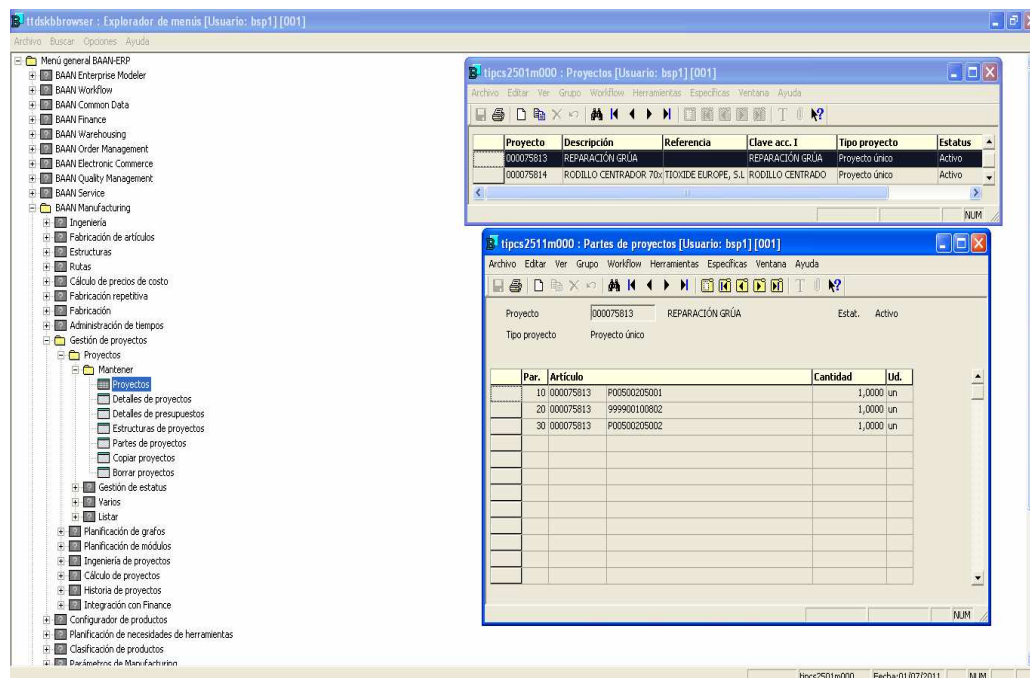 ttdskbbrowser : Explorador de menús [Usuario: bsp1] [001]
Archivo Buscar Opciones Ayuda
Menú general BAAN-ERP
BAAN Enterprise Modeler
BAAN Workflow
BAAN Common Data
BAAN Finance
BAAN Warehousing
BAAN Order Management
BAAN Electronic Commerce
BAAN Quality Management
BAAN Service
BAAN Manufacturing
Ingeniería
Fabricación de artículos
Estructuras
Rutas
Cálculo de precios de costo
Fabricación repetitiva
Fabricación
Administración de tiempos
Gestión de proyectos
Proyectos
Mantener
Proyectos
Detalles de proyectos
Detalles de presupuestos
Estructuras de proyectos
Partes de proyectos
Copiar proyectos
Borrar proyectos
Gestión de estatus
Varios
Listar
Planificación de grafos
Planificación de módulos
Ingeniería de proyectos
Cálculo de proyectos
Historia de proyectos
Integración con Finance
Configurador de productos
Planificación de necesidades de herramientas
Clasificación de productos
Parámetros de Manufacturing
tipcs2501m000 : Proyectos [Usuario: bsp1] [001]
Archivo Editar Ver Grupo Workflow Herramientas Específicas Ventana Ayuda
Proyecto Descripción Referencia Clave acc. I Tipo proyecto Estatus
000075813 REPARACIÓN GRÚA REPARACIÓN GRÚA Proyecto único Activo
000075814 RODILLO CENTRADOR 70x TIOXIDE EUROPE, S.L RODILLO CENTRADO Proyecto único Activo
NUM
tipcs2511m000 : Partes de proyectos [Usuario: bsp1] [001]
Archivo Editar Ver Grupo Workflow Herramientas Específicas Ventana Ayuda
Proyecto 000075813 REPARACIÓN GRÚA Estat. Activo
Tipo proyecto Proyecto único
Par. Artículo Cantidad Ud.
10 000075813 P00500205001 1,0000 un
20 000075813 999900100802 1,0000 un
30 000075813 P00500205002 1,0000 un
NUM
tipcs2501m000 Fecha:01/07/2011 NUM